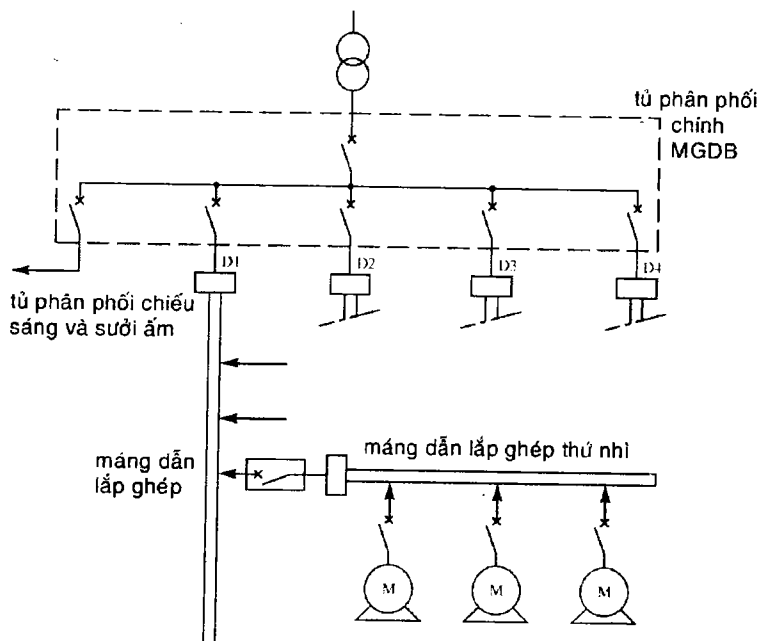 tủ phân phối
chính
MGDB
D1
D2
D3
D4
tủ phân phối chiếu
sáng và sưởi ấm
máng dẫn lắp ghép thứ nhì
máng dẫn
lắp ghép
M
M
M